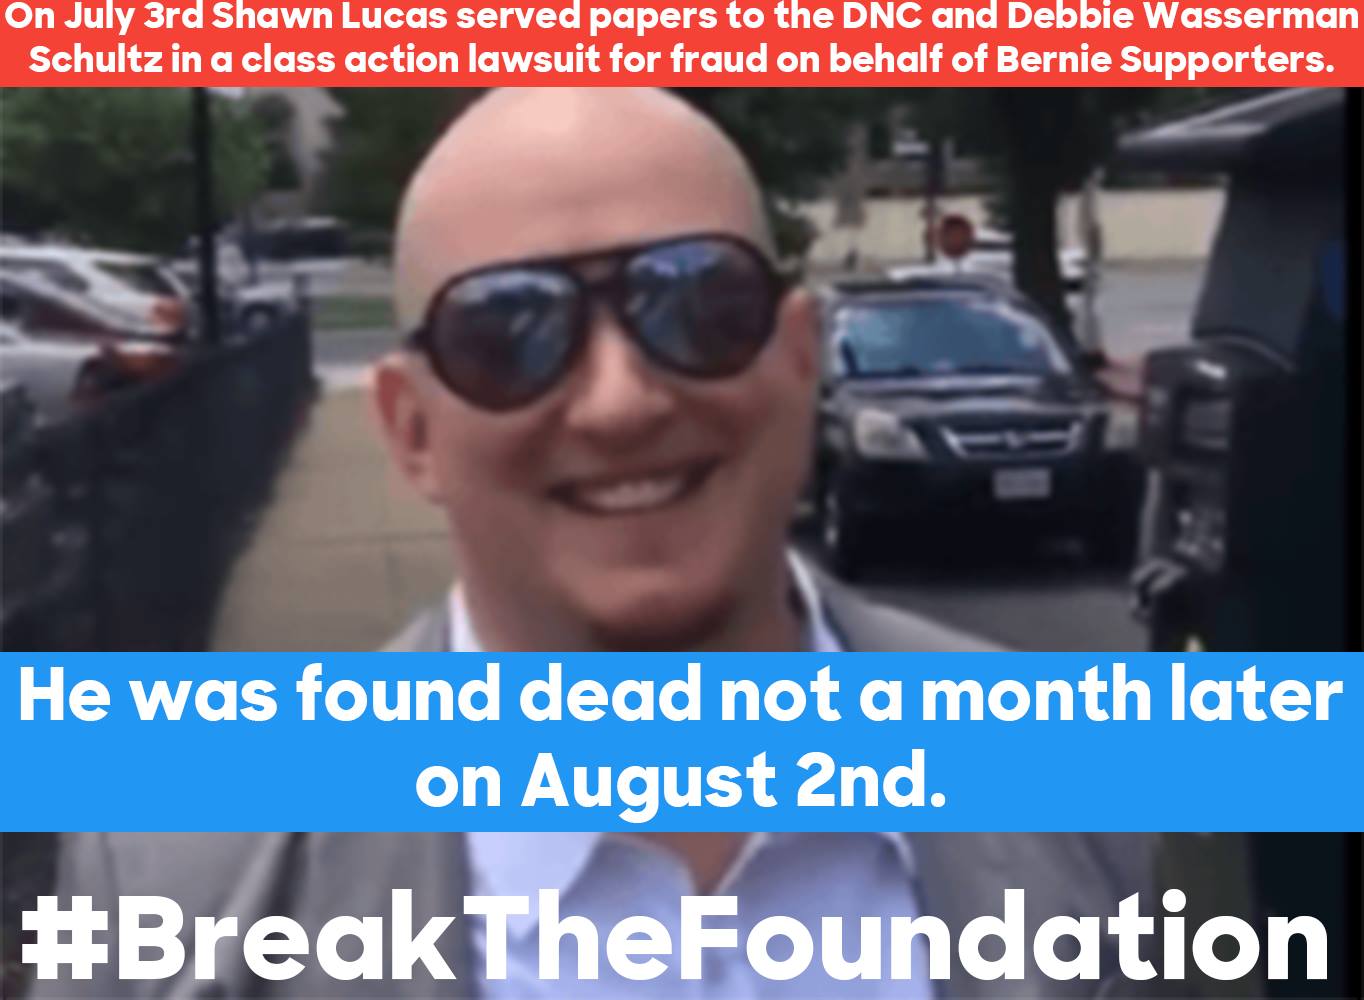 On July 3rd Shawn Lucas served papers to the DNC and Debbie Wasserman
Schultz in a class action lawsuit for fraud on behalf of Bernie Supporters.
He was found dead not a month later
on August 2nd.
#BreakTheFoundation